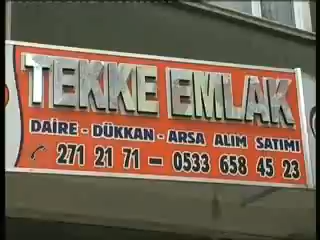 TEKKE EMLAK
DAİRE - DÜKKAN - ARSA ALIM SATIMI
271 21 71 - 0533 658 45 23